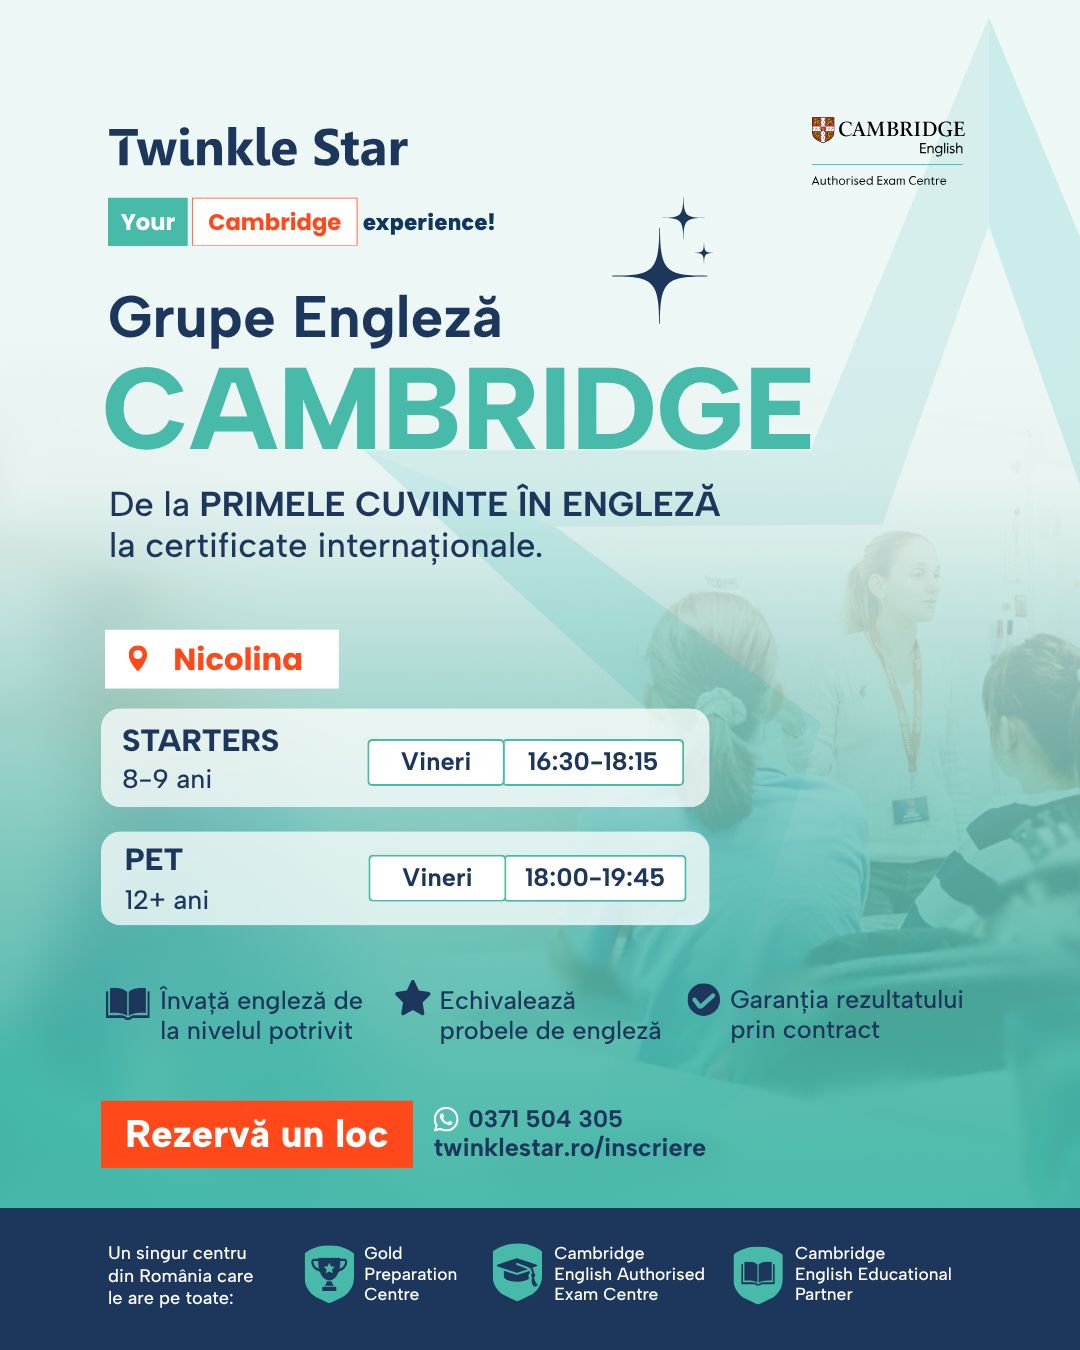 Twinkle Star
CAMBRIDGE
English
Authorised Exam Centre
Your Cambridge experience!
Grupe Engleză
CAMBRIDGE
De la PRIMELE CUVINTE ÎN ENGLEZĂ
la certificate internaționale.
Nicolina
STARTERS
8-9 ani
Vineri 16:30-18:15
PET
12+ ani
Vineri 18:00-19:45
Învață engleză de
la nivelul potrivit
Echivalează
probele de engleză
Garanția rezultatului
prin contract
Rezervă un loc
0371 504 305
twinklestar.ro/inscriere
Un singur centru
din România care
le are pe toate:
Gold
Preparation
Centre
Cambridge
English Authorised
Exam Centre
Cambridge
English Educational
Partner